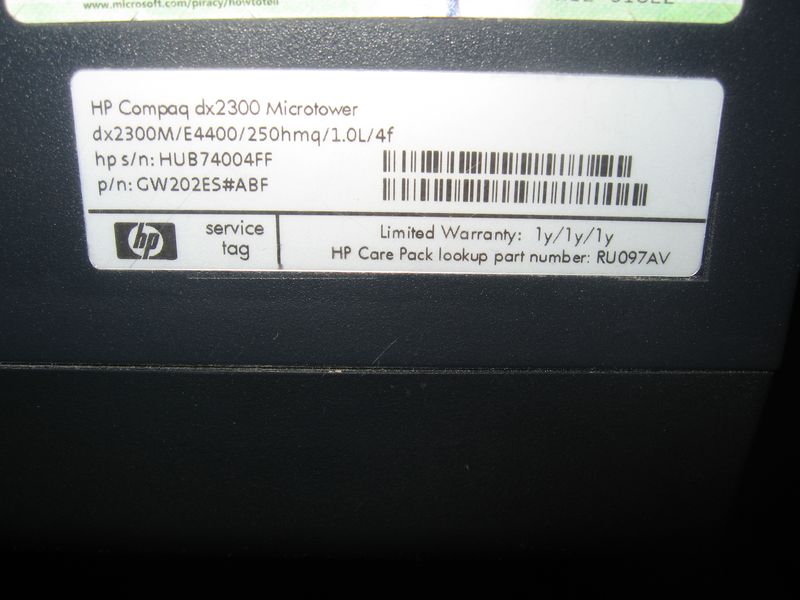 www.microsoft.com/piracy/howtotell
HP Compaq dx2300 Microtower
dx2300M/E4400/250hmq/1.0L/4f
hp s/n: HUB74004FF
p/n: GW202ES#ABF
hp
service
tag
Limited Warranty: 1y/1y/1y
HP Care Pack lookup part number: RU097AV